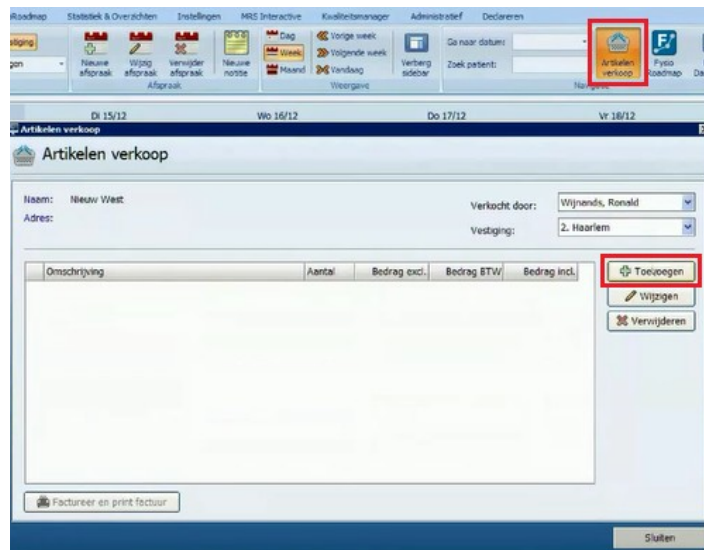 Roadmap Statistiek & Overzichten Instellingen MRS Interactive Kwaliteitsmanager Administratief Declareren
Nieuwe afspraak
Wijzig afspraak
Verwijder afspraak
Afspraak
Nieuwe notitie
Dag
Week
Maand
Vorige week
Volgende week
Vandaag
Weergave
Verberg sidebar
Ga naar datum:
Zoek patient:
Artikelen verkoop
Fysio Roadmap
Di 15/12 Wo 16/12 Do 17/12 Vr 18/12
Artikelen verkoop
Artikelen verkoop
Naam: Nieuw West
Adres:
Verkocht door: Wijnands, Ronald
Vestiging: 2. Haarlem
Omschrijving Aantal Bedrag excl. Bedrag BTW Bedrag incl.
Toevoegen
Wijzigen
Verwijderen
Factureer en print factuur
Sluiten